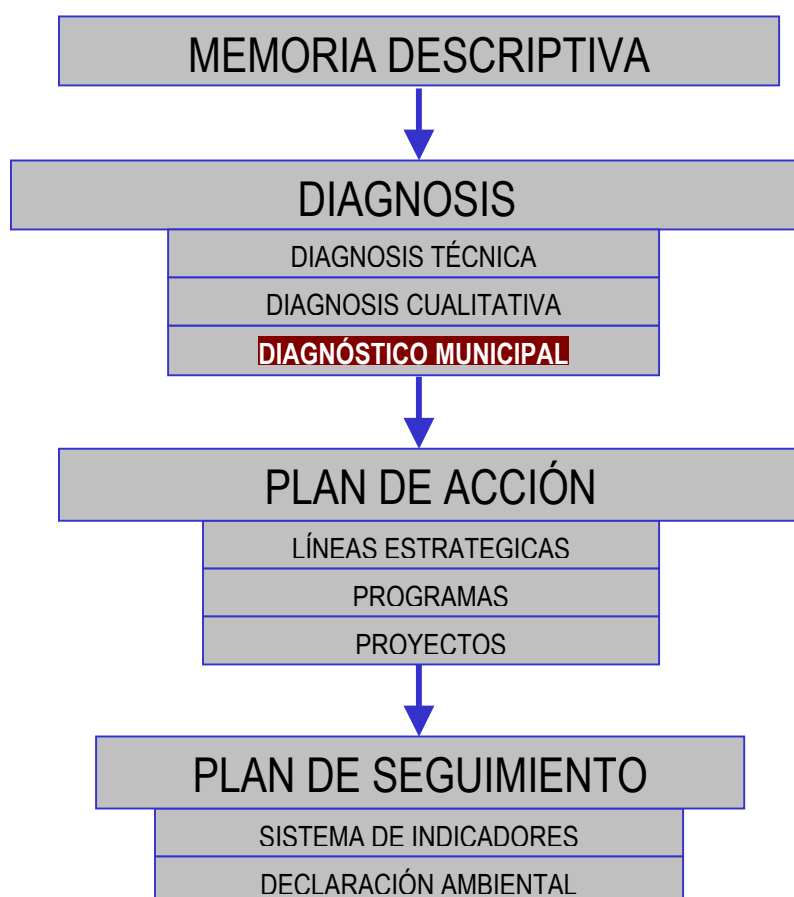 MEMORIA DESCRIPTIVA
DIAGNOSIS
DIAGNOSIS TÉCNICA
DIAGNOSIS CUALITATIVA
DIAGNÓSTICO MUNICIPAL
PLAN DE ACCIÓN
LÍNEAS ESTRATEGICAS
PROGRAMAS
PROYECTOS
PLAN DE SEGUIMIENTO
SISTEMA DE INDICADORES
DECLARACIÓN AMBIENTAL